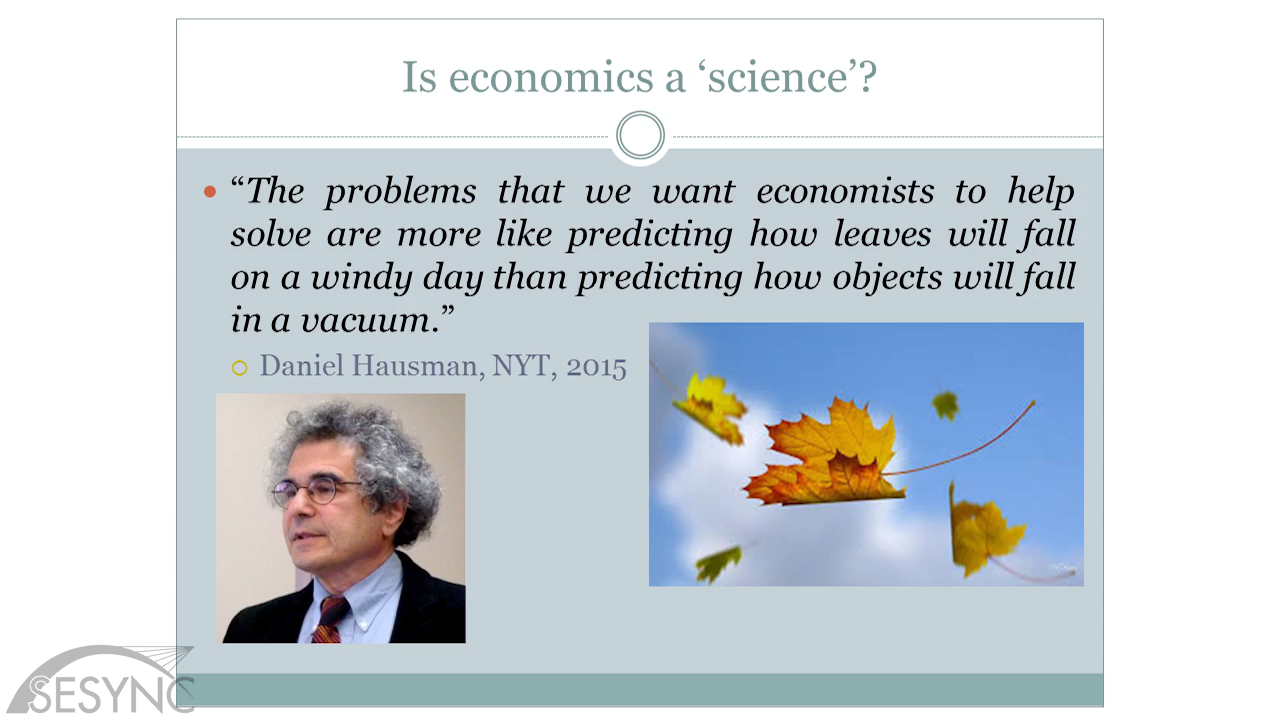 Is economics a ‘science’?
“The problems that we want economists to help
solve are more like predicting how leaves will fall
on a windy day than predicting how objects will fall
in a vacuum.”
Daniel Hausman, NYT, 2015
SESYNC